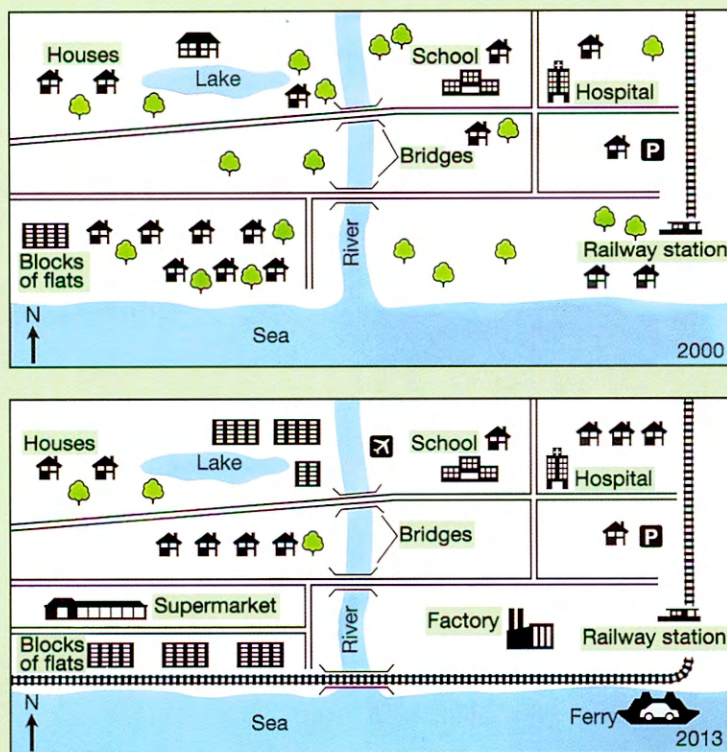 Houses
Lake
School
Hospital
P
Bridges
Blocks
of flats
River
Railway station
N
Sea
2000
Houses
Lake
School
Hospital
Bridges
P
Supermarket
River
Factory
Railway station
Blocks
of flats
N
Sea
Ferry
2013